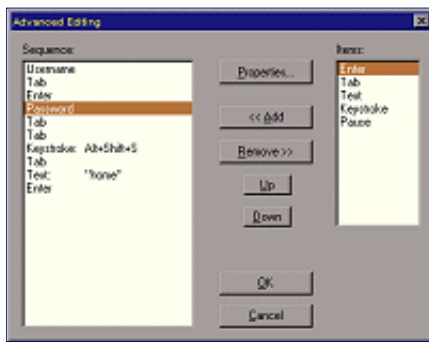 Advanced Editing
Sequence:
Username
Tab
Enter
Password
Tab
Tab
Keystroke: Alt+Shift+S
Tab
Text: "home"
Enter
Properties...
<< Add
Remove >>
Up
Down
OK
Cancel
Items:
Enter
Tab
Text
Keystroke
Pause